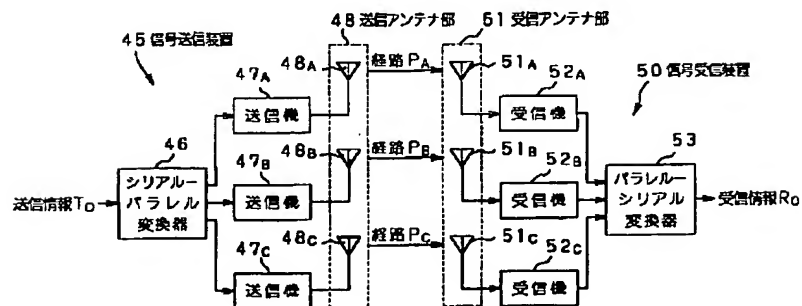 48 送信アンテナ部
51 受信アンテナ部
45 信号送信装置
50 信号受信装置
47A
送信機
48A
経路 PA
51A
52A
受信機
46
シリアルー
パラレル
変換器
送信情報TD
47B
送信機
48B
経路 PB
51B
52B
受信機
53
パラレルー
シリアル
変換器
受信情報RD
47C
送信機
48C
経路 PC
51C
52C
受信機